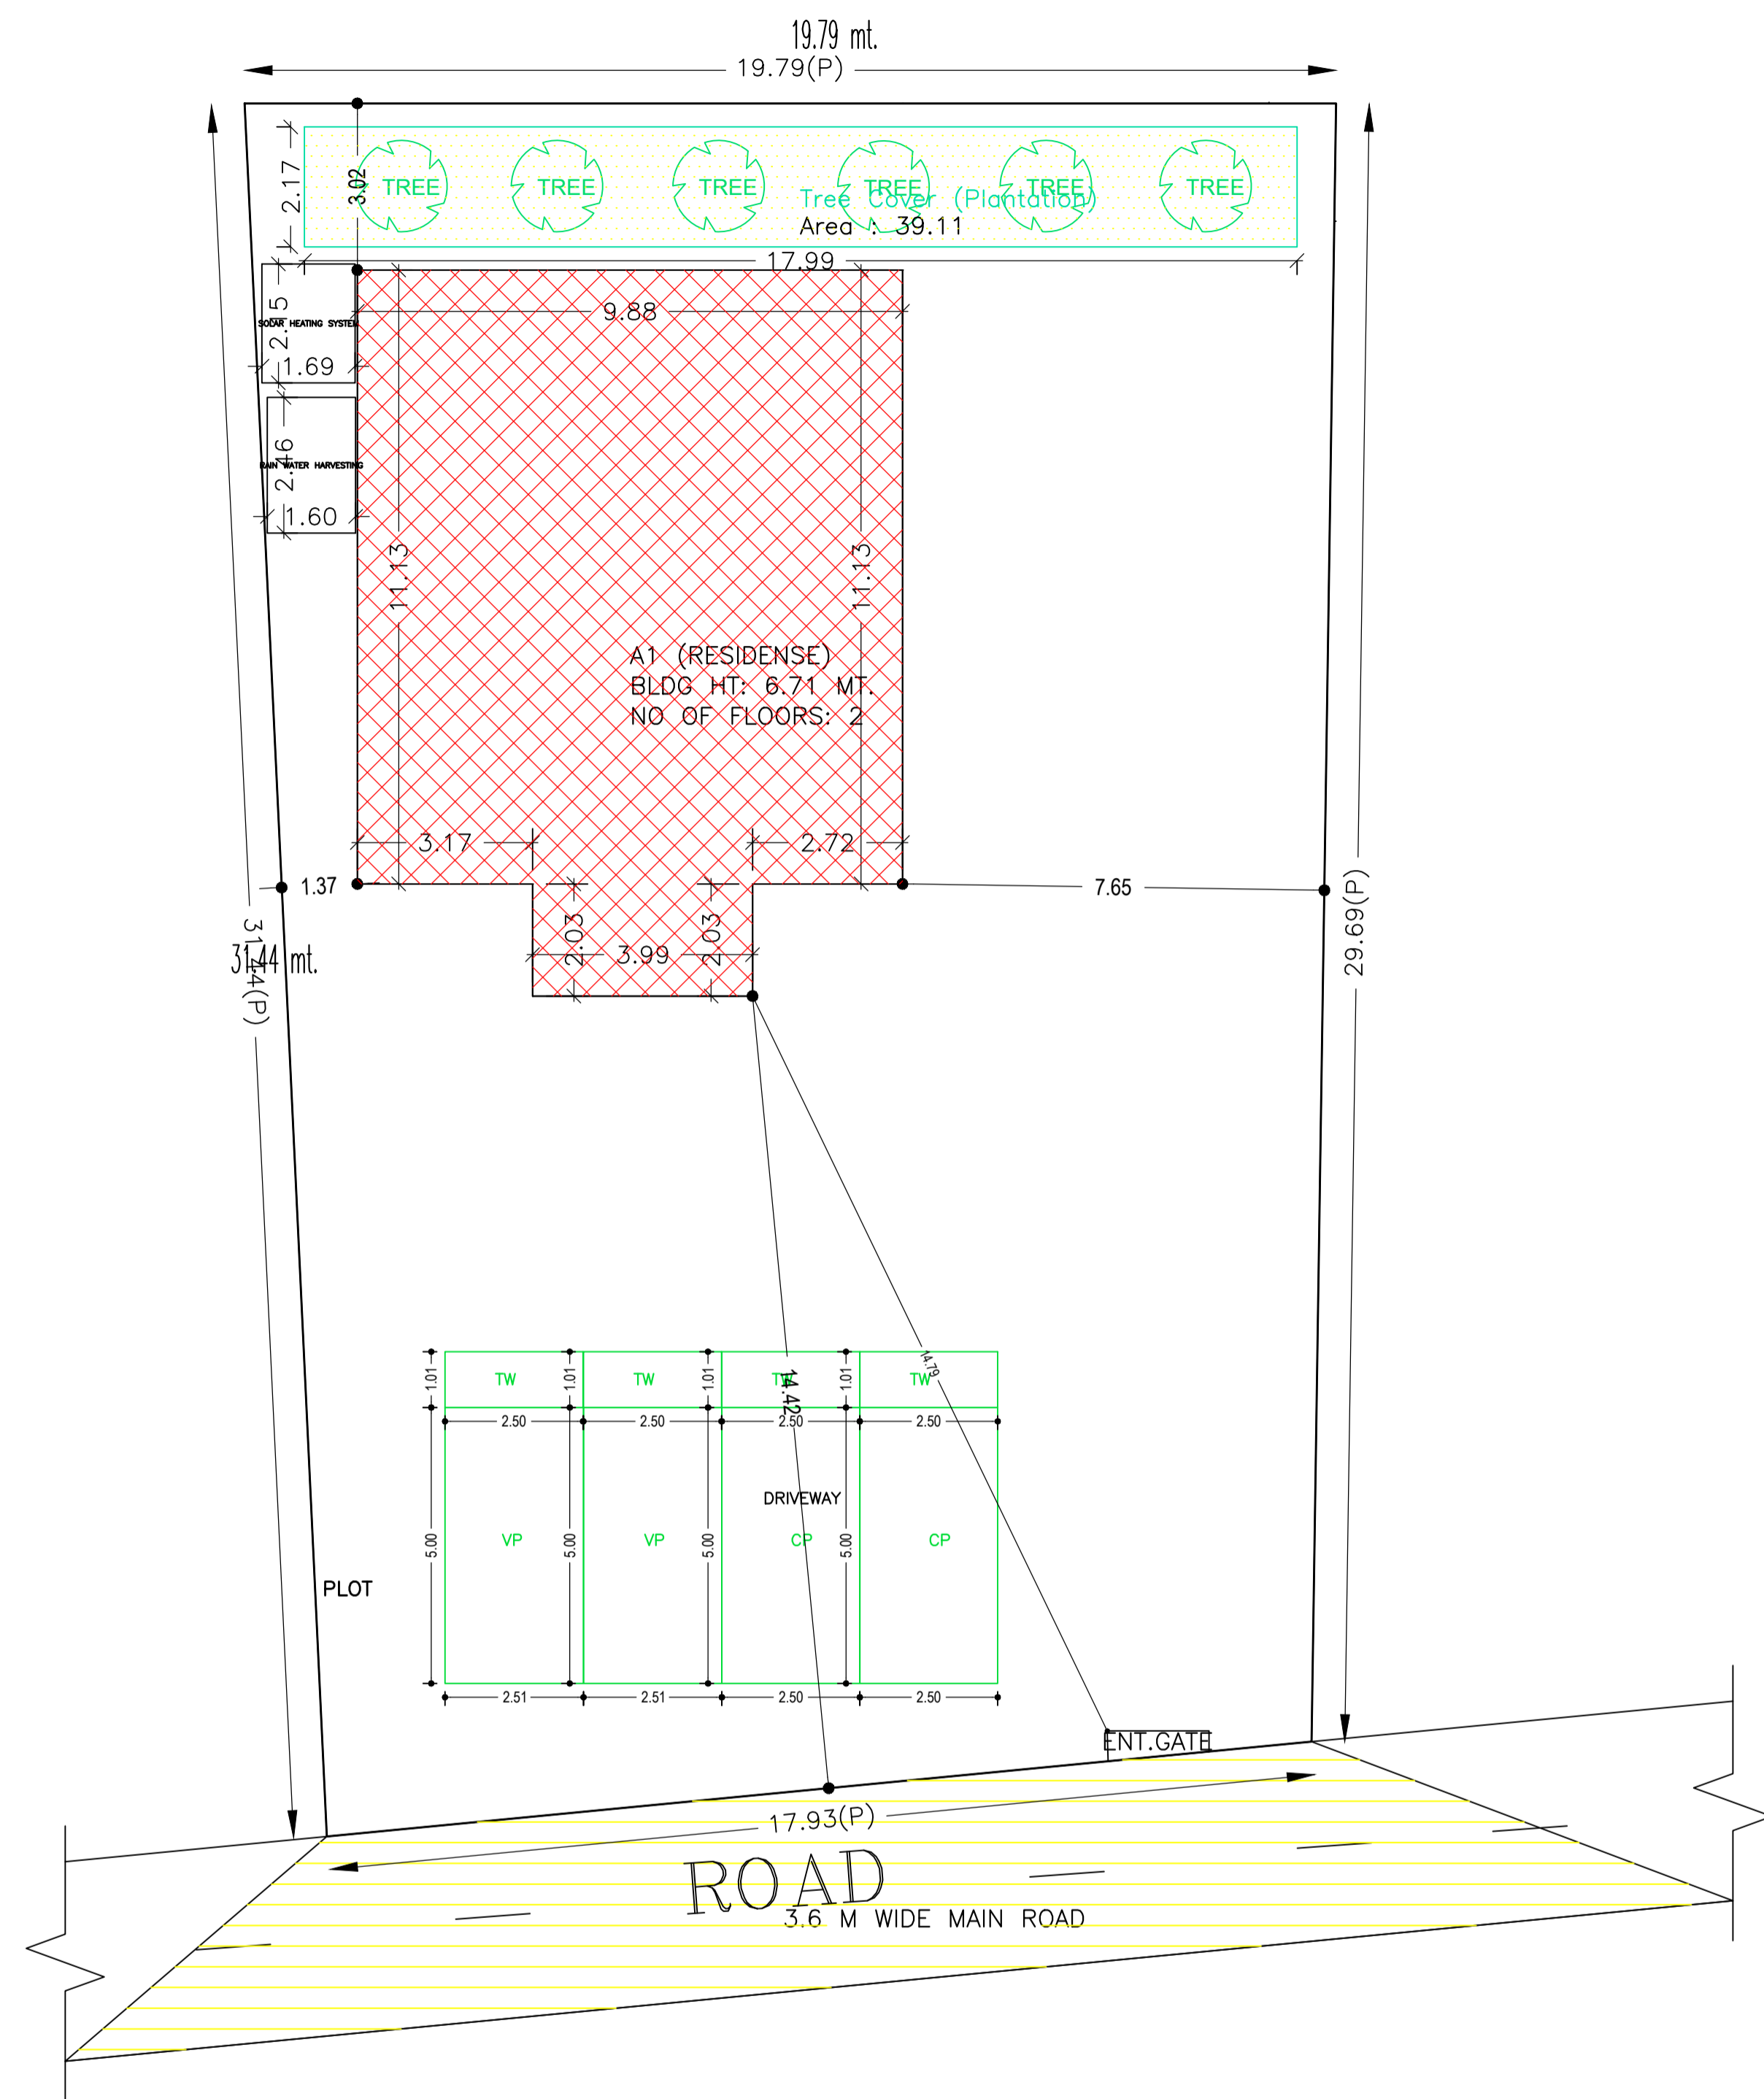 19.79 mt.
19.79(P)
2.17
3.02
TREE
TREE
TREE
TREE
TREE
TREE
Tree Cover (Plantation)
Area : 39.11
17.99
2.15
SOLAR HEATING SYSTEM
1.69
9.88
2.46
RAIN WATER HARVESTING
1.60
11.13
11.13
A1 (RESIDENSE)
BLDG HT: 6.71 MT.
NO OF FLOORS: 2
3.17
2.72
1.37
7.65
2.03
3.99
2.03
31.44 mt.
31.44(P)
29.69(P)
14.79
14.42
1.01
TW
1.01
TW
1.01
TW
1.01
TW
2.50
2.50
2.50
2.50
DRIVEWAY
5.00
VP
5.00
VP
5.00
CP
5.00
CP
PLOT
2.51
2.51
2.50
2.50
ENT.GATE
17.93(P)
ROAD
3.6 M WIDE MAIN ROAD